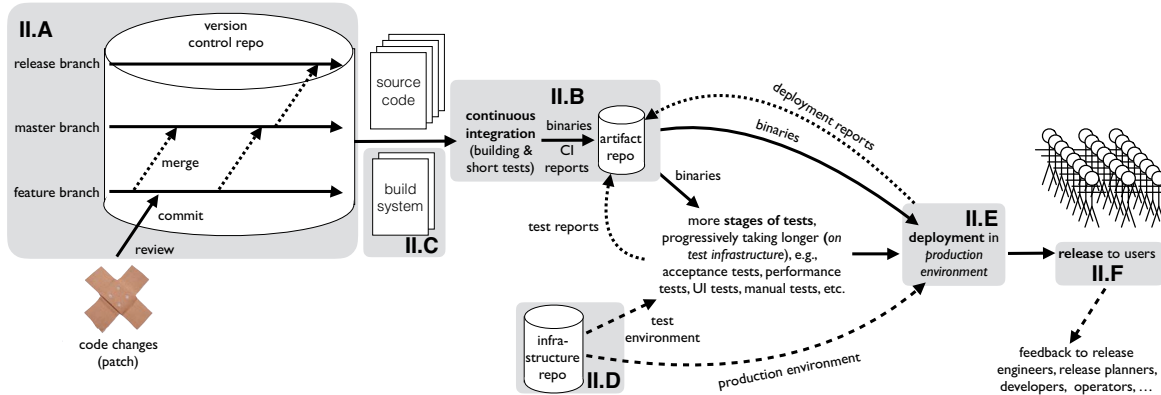 II.A
version
control repo
release branch
master branch
merge
feature branch
commit
review
code changes
(patch)
source
code
build
system
II.C
II.B
continuous
integration
(building &
short tests)
binaries
CI
reports
artifact
repo
deployment reports
binaries
binaries
test reports
more stages of tests,
progressively taking longer (on
test infrastructure), e.g.,
acceptance tests, performance
tests, UI tests, manual tests, etc.
infra-
structure
repo
II.D
test
environment
production environment
II.E
deployment in
production
environment
release to users
II.F
feedback to release
engineers, release planners,
developers, operators, …